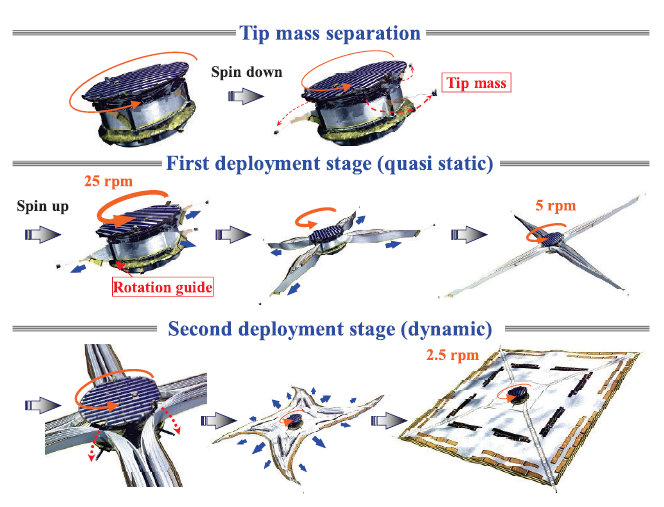 Tip mass separation
Spin down
Tip mass
First deployment stage (quasi static)
25 rpm
Spin up
5 rpm
Rotation guide
Second deployment stage (dynamic)
2.5 rpm